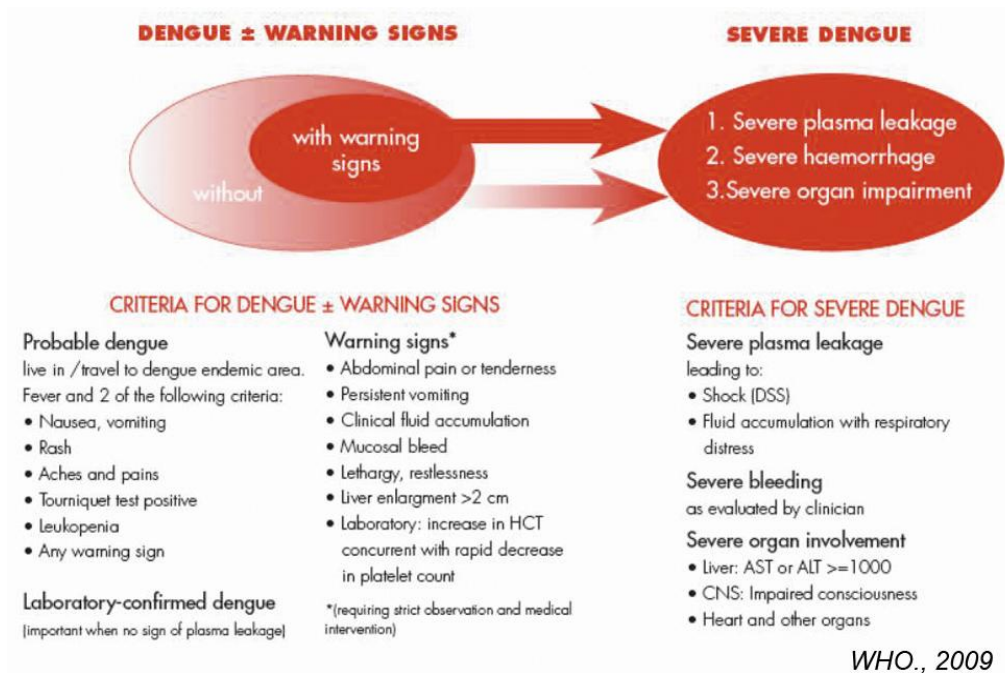 DENGUE ± WARNING SIGNS
SEVERE DENGUE
with warning
signs
without
1. Severe plasma leakage
2. Severe haemorrhage
3.Severe organ impairment
CRITERIA FOR DENGUE ± WARNING SIGNS
Probable dengue
live in /travel to dengue endemic area.
Fever and 2 of the following criteria:
• Nausea, vomiting
• Rash
• Aches and pains
• Tourniquet test positive
• Leukopenia
• Any warning sign
Laboratory-confirmed dengue
(important when no sign of plasma leakage)
Warning signs*
• Abdominal pain or tenderness
• Persistent vomiting
• Clinical fluid accumulation
• Mucosal bleed
• Lethargy, restlessness
• Liver enlargment >2 cm
• Laboratory: increase in HCT
concurrent with rapid decrease
in platelet count
*(requiring strict observation and medical
intervention)
CRITERIA FOR SEVERE DENGUE
Severe plasma leakage
leading to:
• Shock (DSS)
• Fluid accumulation with respiratory
distress
Severe bleeding
as evaluated by clinician
Severe organ involvement
• Liver: AST or ALT >=1000
• CNS: Impaired consciousness
• Heart and other organs
WHO., 2009